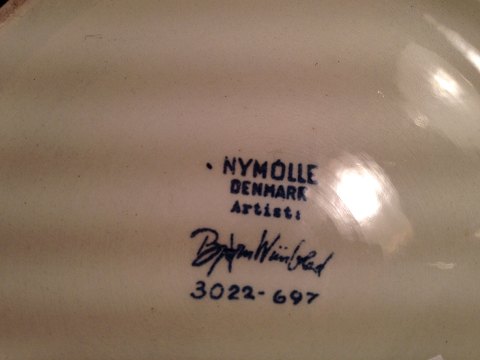 NYMOLLE
DENMARK
Artist:
Bjørn Wiinblad
3022-697